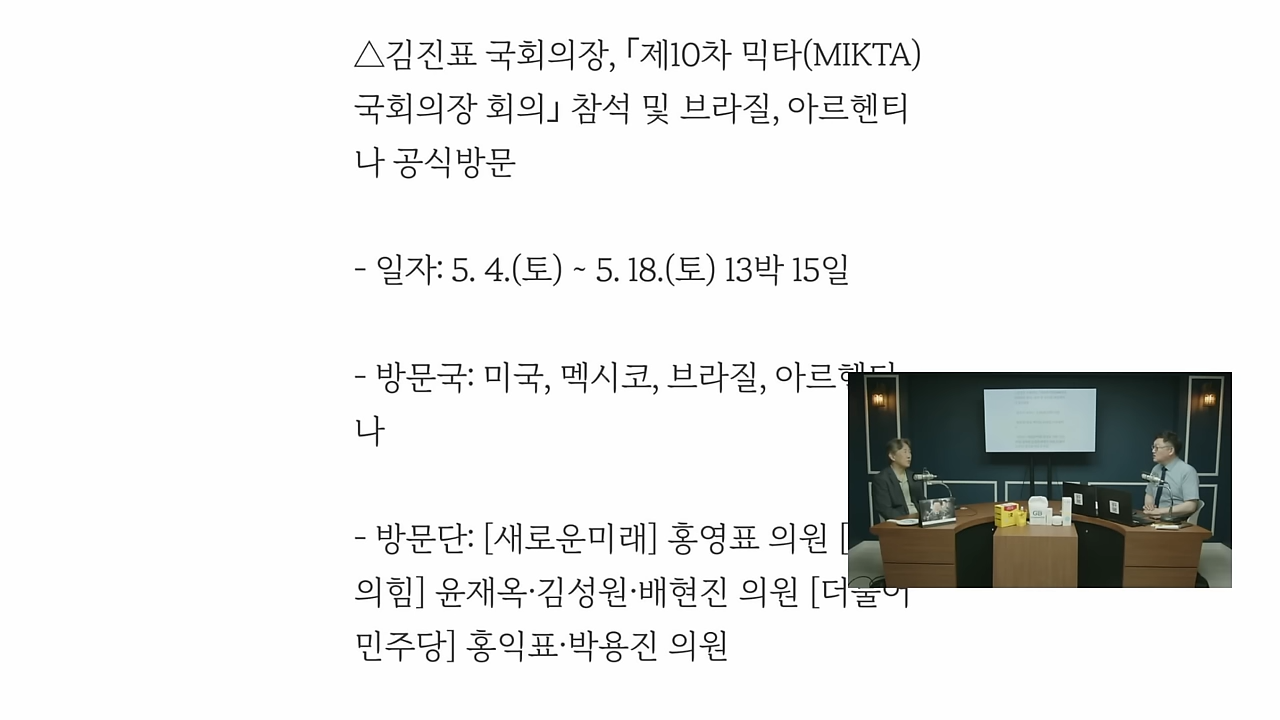 △김진표 국회의장, 「제10차 믹타(MIKTA)
국회의장 회의」 참석 및 브라질, 아르헨티
나 공식방문
- 일자: 5. 4.(토) ~ 5. 18.(토) 13박 15일
- 방문국: 미국, 멕시코, 브라질, 아르헨티
나
- 방문단: [새로운미래] 홍영표 의원 [
의힘] 윤재옥·김성원·배현진 의원 [더불어
민주당] 홍익표·박용진 의원